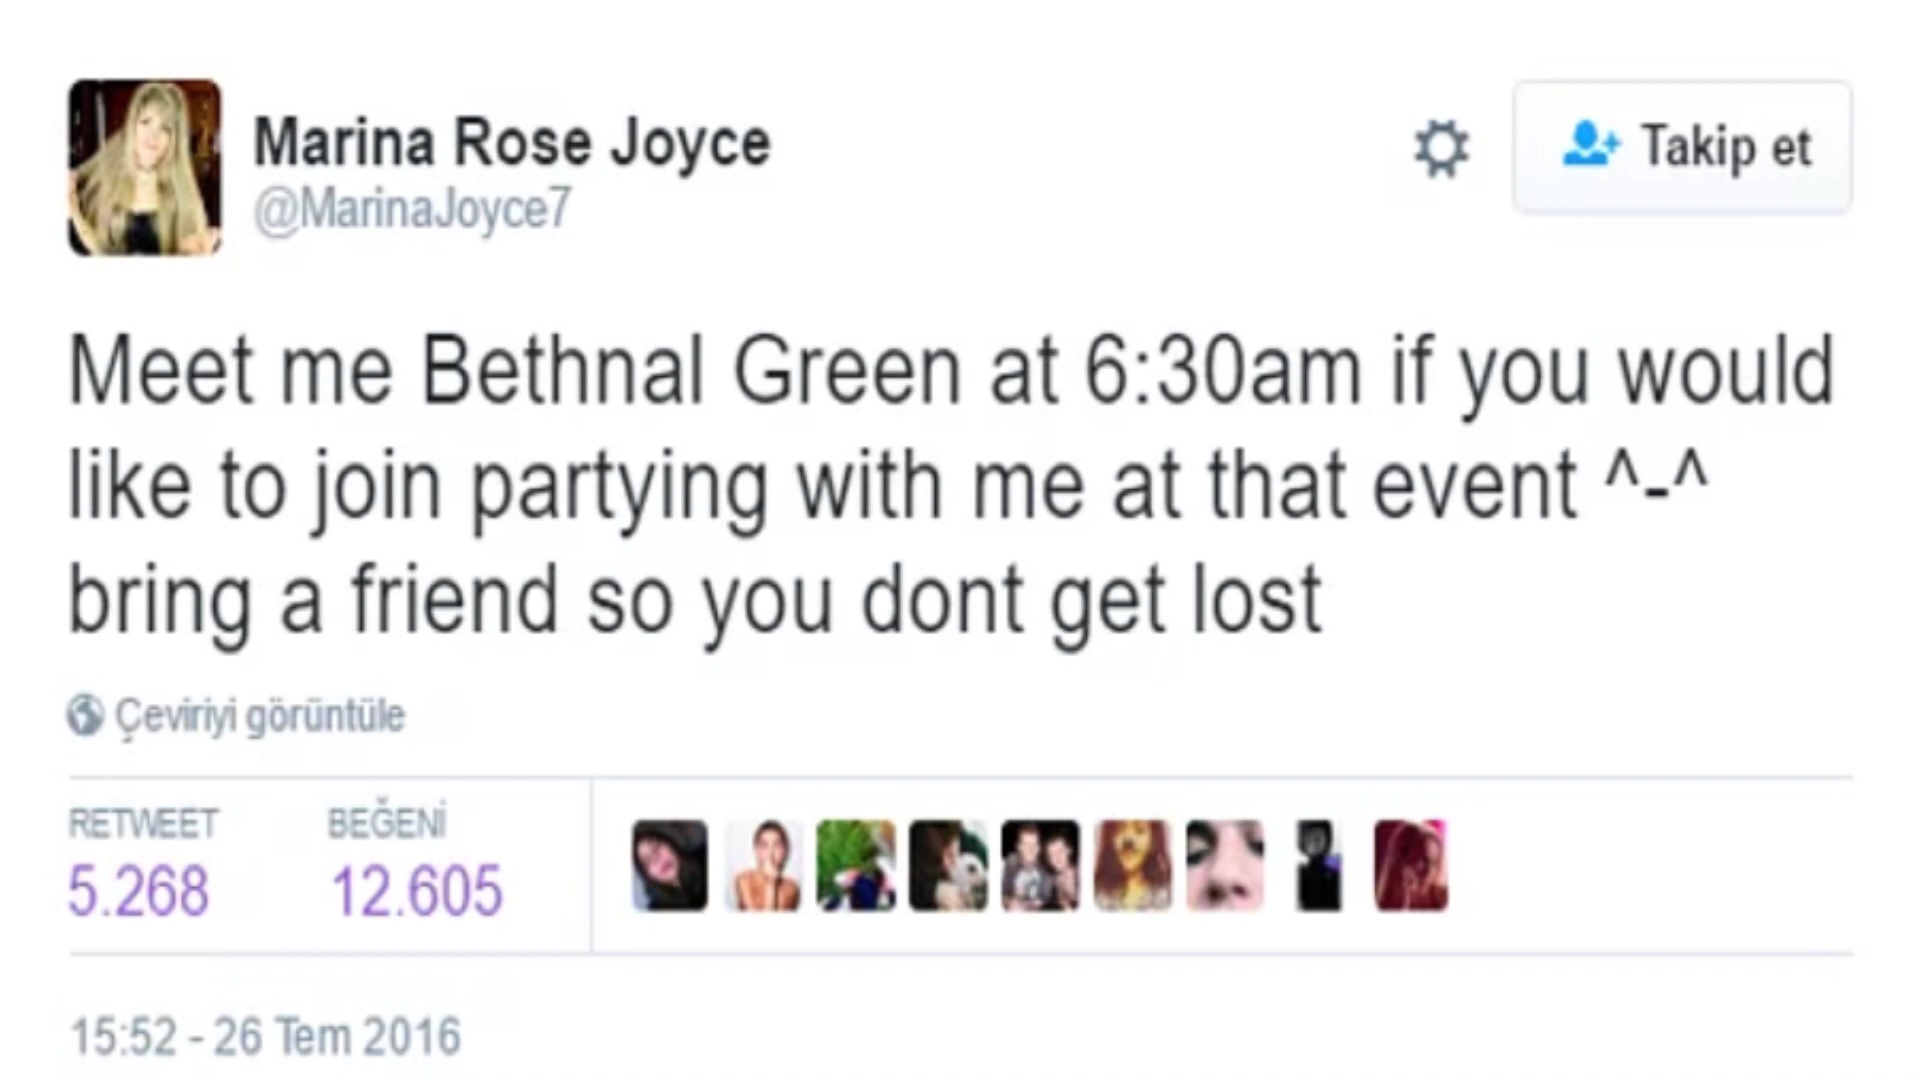 Marina Rose Joyce
@MarinaJoyce7
Takip et
Meet me Bethnal Green at 6:30am if you would
like to join partying with me at that event ^-^
bring a friend so you dont get lost
Çeviriyi görüntüle
RETWEET BEĞENİ
5.268 12.605
15:52 - 26 Tem 2016